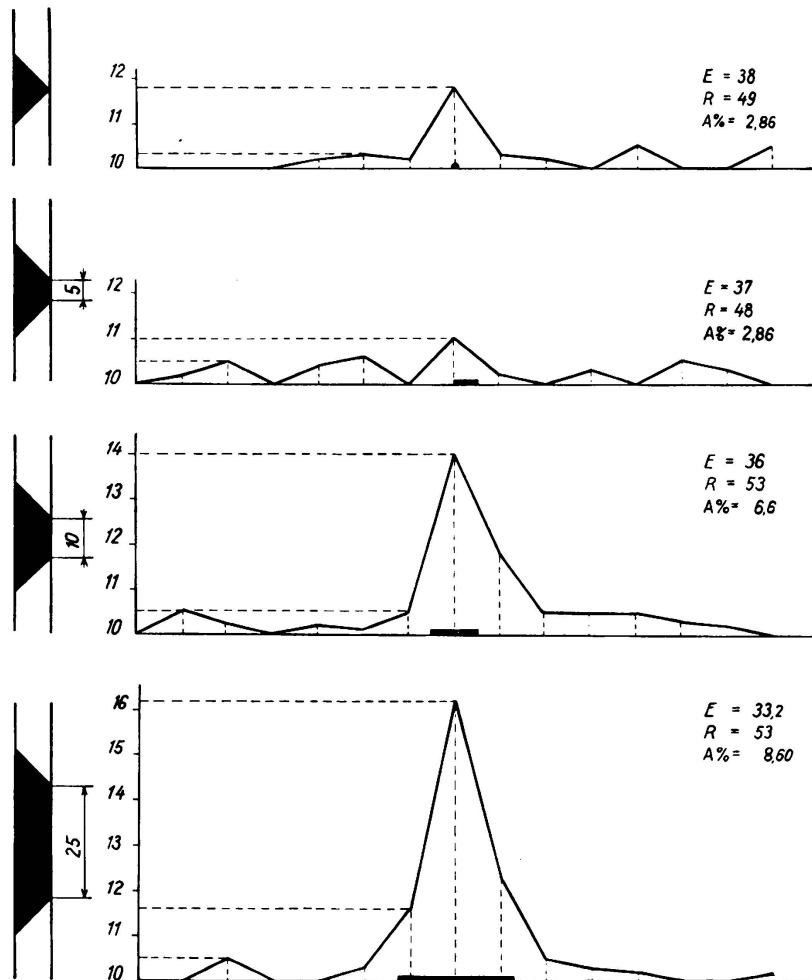 12
11
10
E = 38
R = 49
A% = 2,86
5
12
11
10
E = 37
R = 48
A% = 2,86
10
14
13
12
11
10
E = 36
R = 53
A% = 6,6
25
16
15
14
13
12
11
10
E = 33,2
R = 53
A% = 8,60